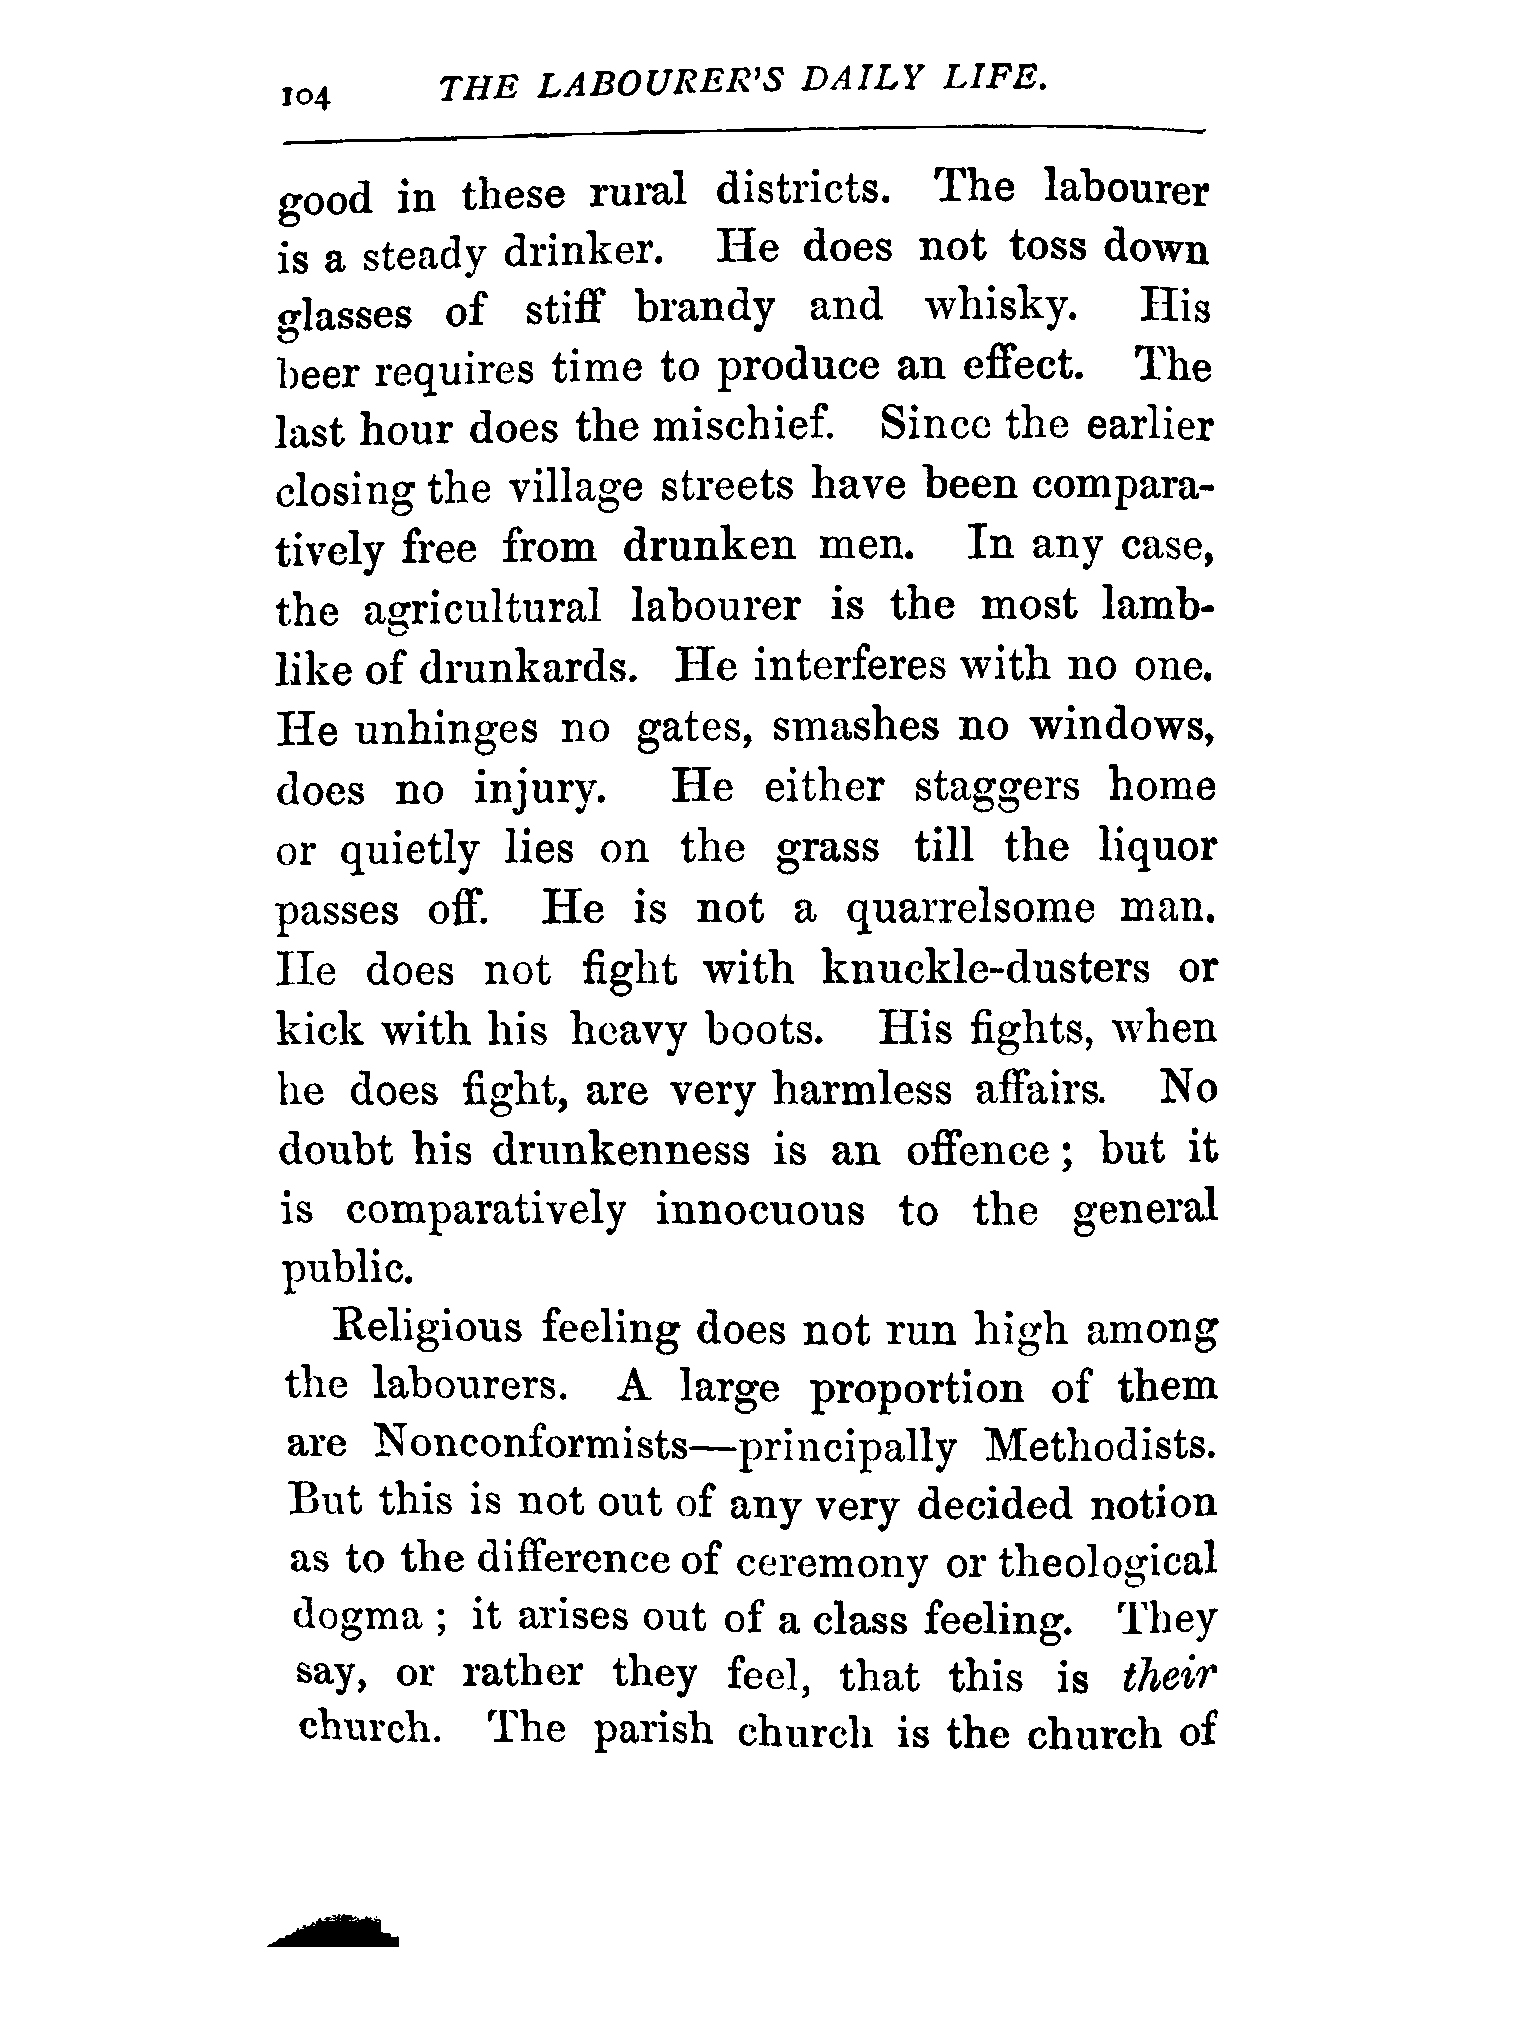 104 THE LABOURER'S DAILY LIFE.
good in these rural districts. The labourer
is a steady drinker. He does not toss down
glasses of stiff brandy and whisky. His
beer requires time to produce an effect. The
last hour does the mischief. Since the earlier
closing the village streets have been compara-
tively free from drunken men. In any case,
the agricultural labourer is the most lamb-
like of drunkards. He interferes with no one.
He unhinges no gates, smashes no windows,
does no injury. He either staggers home
or quietly lies on the grass till the liquor
passes off. He is not a quarrelsome man.
He does not fight with knuckle-dusters or
kick with his heavy boots. His fights, when
he does fight, are very harmless affairs. No
doubt his drunkenness is an offence; but it
is comparatively innocuous to the general
public.
Religious feeling does not run high among
the labourers. A large proportion of them
are Nonconformists—principally Methodists.
But this is not out of any very decided notion
as to the difference of ceremony or theological
dogma; it arises out of a class feeling. They
say, or rather they feel, that this is their
church. The parish church is the church of